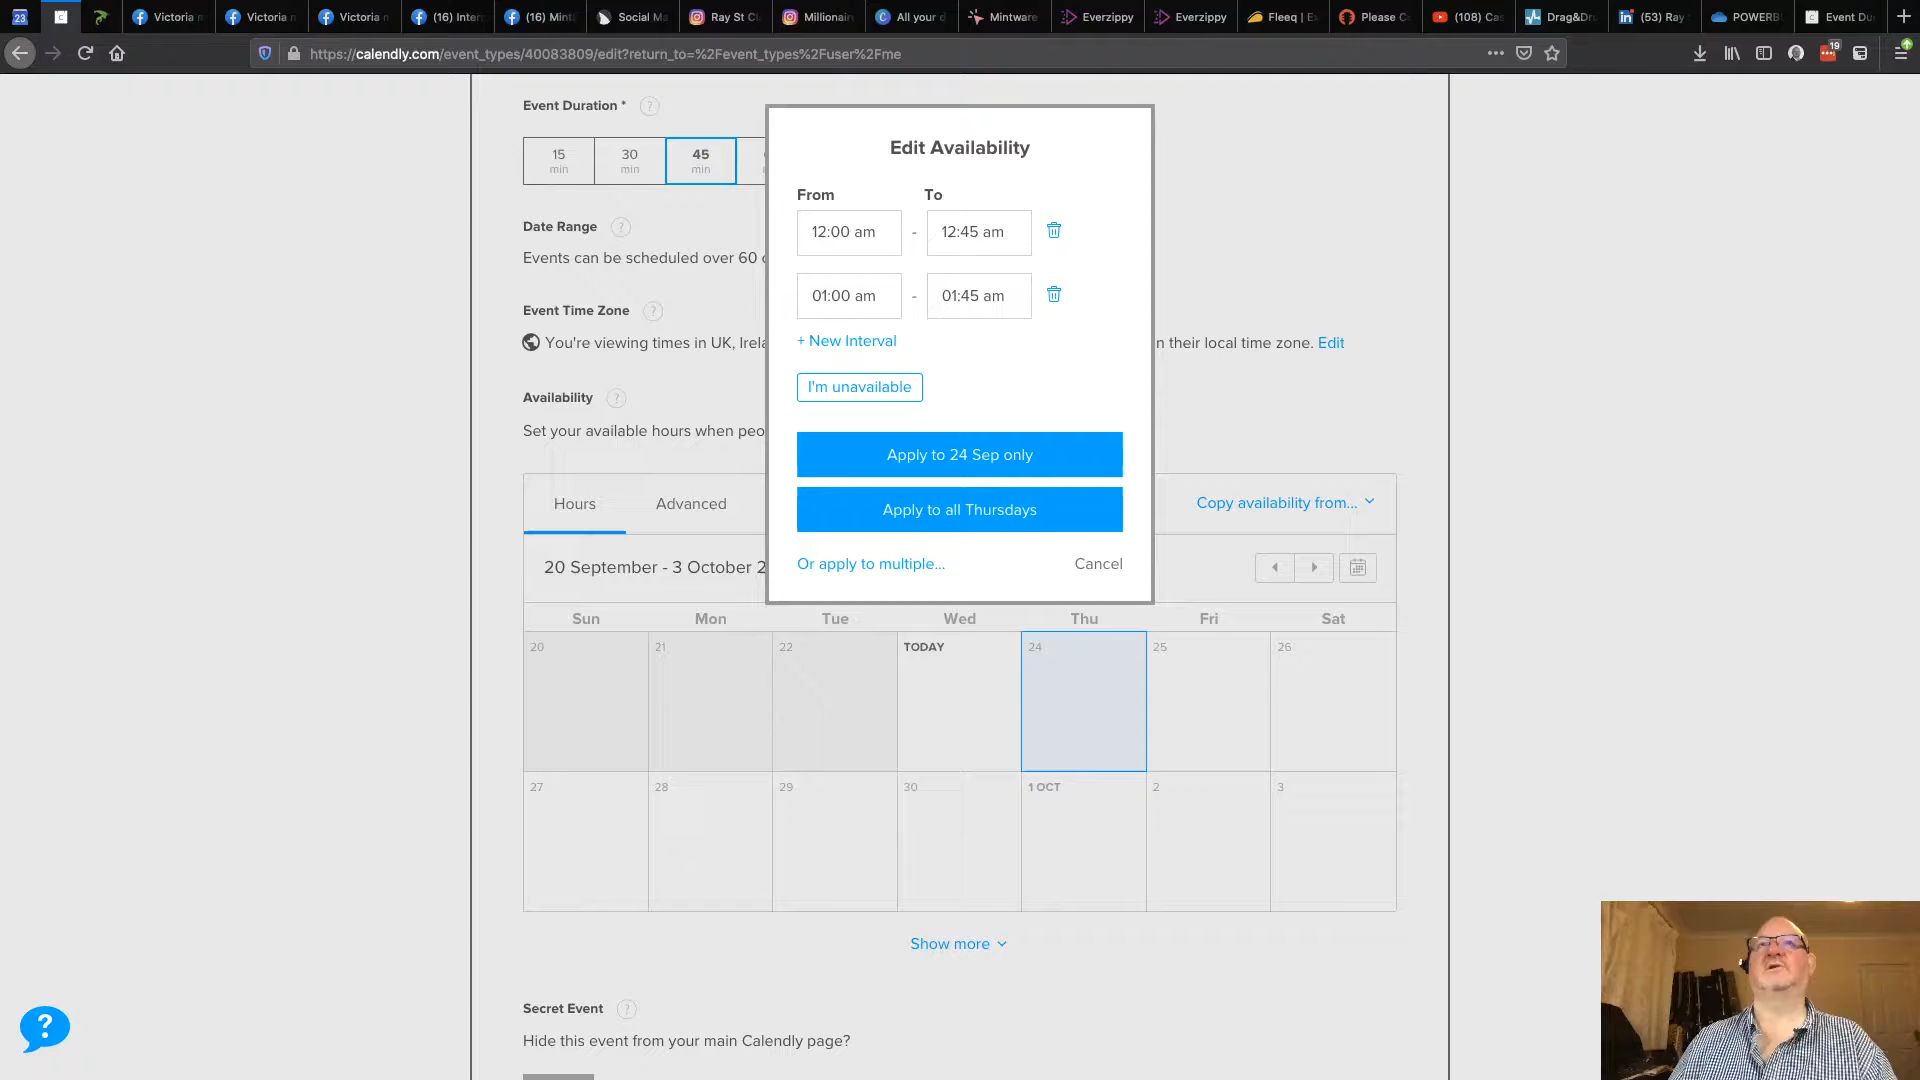 23
Victoria
Victoria
Victoria
(16) Inter
(16) Mint
Social M
Ray St Cl
Millionair
All your d
Mintware
Everzippy
Everzippy
Fleeq | E
Please C
(108) Ca
Drag&Dr
(53) Ray
POWERB
Event Du
https://calendly.com/event_types/40083809/edit?return_to=%2Fevent_types%2Fuser%2Fme
19
Event Duration * ?
15 min
30 min
45 min
Date Range ?
Events can be scheduled over 60
Event Time Zone ?
You're viewing times in UK, Irela
n their local time zone. Edit
Availability ?
Set your available hours when peo
Edit Availability
From To
12:00 am - 12:45 am
01:00 am - 01:45 am
+ New Interval
I'm unavailable
Apply to 24 Sep only
Apply to all Thursdays
Or apply to multiple... Cancel
Hours Advanced
Copy availability from...
20 September - 3 October 2
Sun Mon Tue Wed Thu Fri Sat
20 21 22 TODAY 24 25 26
27 28 29 30 1 OCT 2 3
Show more
Secret Event ?
Hide this event from your main Calendly page?
?